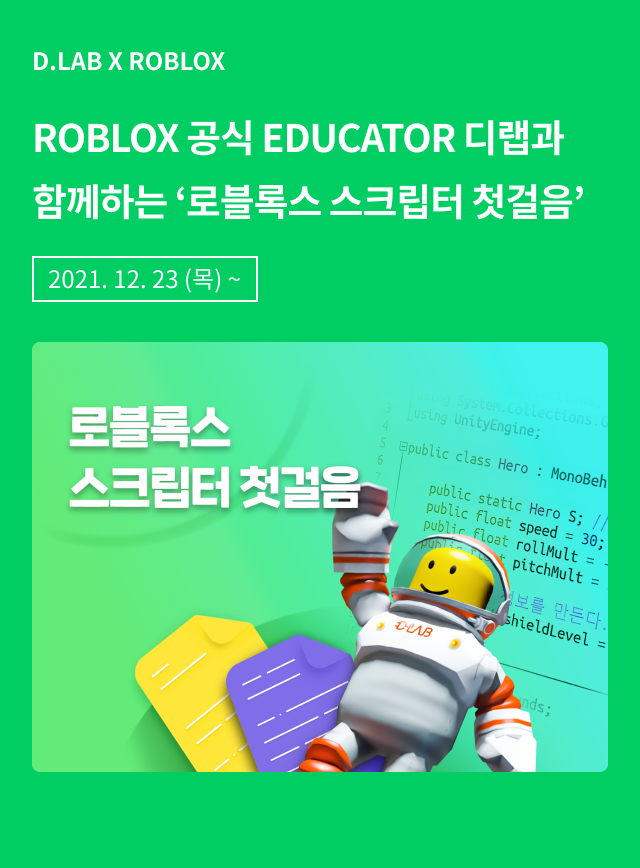 D.LAB X ROBLOX
ROBLOX 공식 EDUCATOR 디랩과
함께하는 ‘로블록스 스크립터 첫걸음’
2021. 12. 23 (목) ~
로블록스
스크립터 첫걸음
using System.Collections.
4 using UnityEngine;
5
6 public class Hero : MonoBeh
7
public static Hero S; //
public float speed = 30;
public float rollMult = -
public float pitchMult =
보를 만든다.
shieldLevel =
nds;
D·LAB